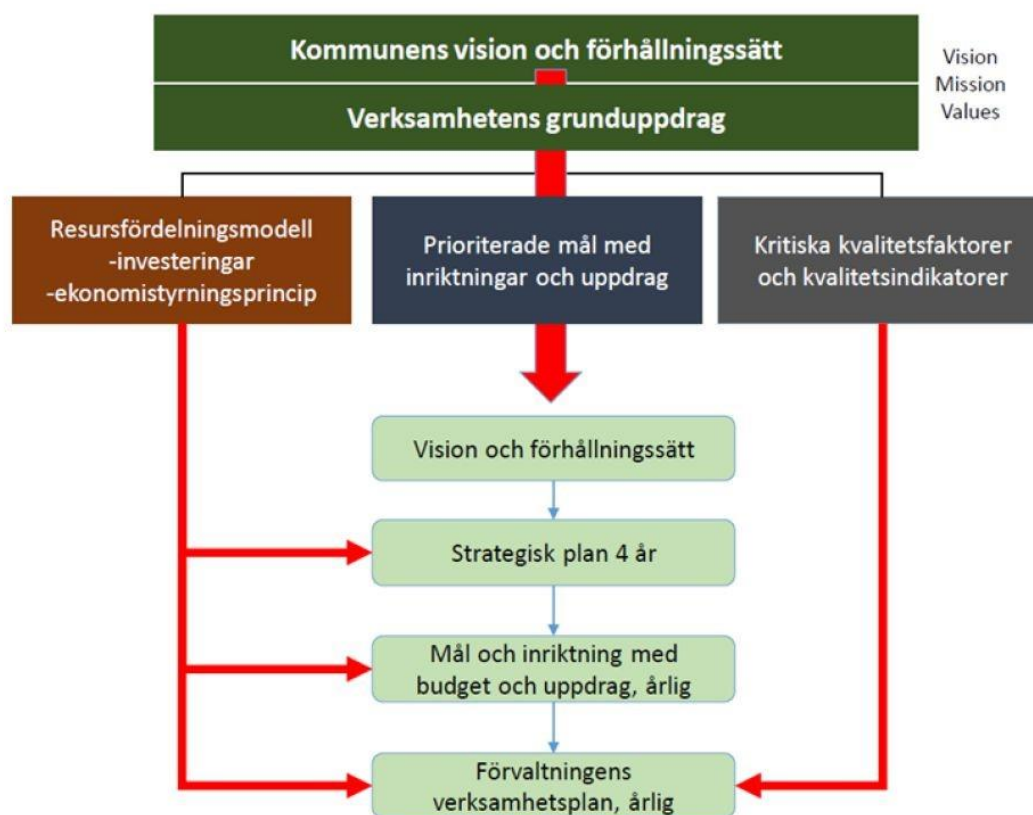 Kommunens vision och förhållningssätt
Verksamhetens grunduppdrag
Vision
Mission
Values
Resursfördelningsmodell
-investeringar
-ekonomistyrningsprincip
Prioriterade mål med
inriktningar och uppdrag
Kritiska kvalitetsfaktorer
och kvalitetsindikatorer
Vision och förhållningssätt
Strategisk plan 4 år
Mål och inriktning med
budget och uppdrag, årlig
Förvaltningens
verksamhetsplan, årlig